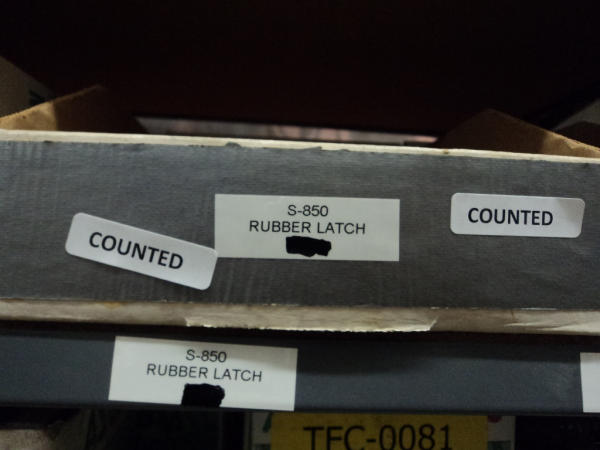 S-850
RUBBER LATCH
COUNTED
COUNTED
S-850
RUBBER LATCH
TFC-0081